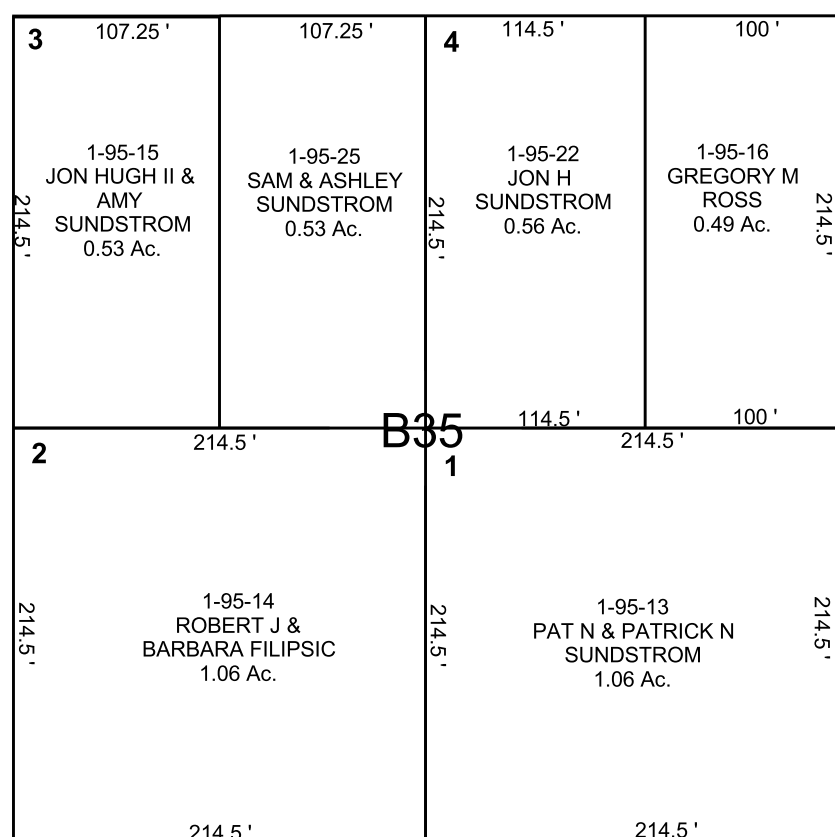 3
107.25 '
107.25 '
4
114.5 '
100 '
1-95-15
JON HUGH II &
AMY
SUNDSTROM
0.53 Ac.
1-95-25
SAM & ASHLEY
SUNDSTROM
0.53 Ac.
1-95-22
JON H
SUNDSTROM
0.56 Ac.
1-95-16
GREGORY M
ROSS
0.49 Ac.
214.5 '
214.5 '
214.5 '
B35
114.5 '
100 '
2
214.5 '
1
214.5 '
1-95-14
ROBERT J &
BARBARA FILIPSIC
1.06 Ac.
1-95-13
PAT N & PATRICK N
SUNDSTROM
1.06 Ac.
214.5 '
214.5 '
214.5 '
214.5 '
214.5 '